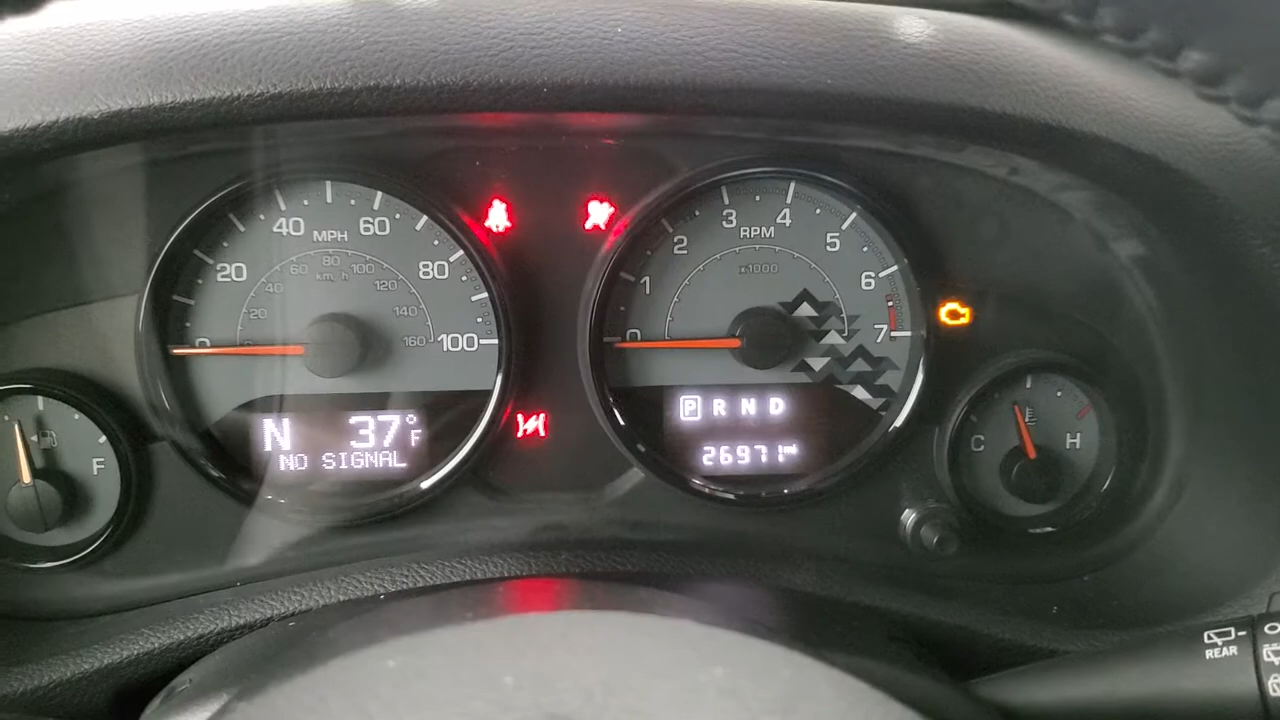 20 40 MPH 60 80 100
20 40 60 80 100 120 140 160
km/h
0
N 37°F
NO SIGNAL
F
0 1 2 3 4 5 6 7
RPM
x1000
P R N D
26971 mi
C H
REAR